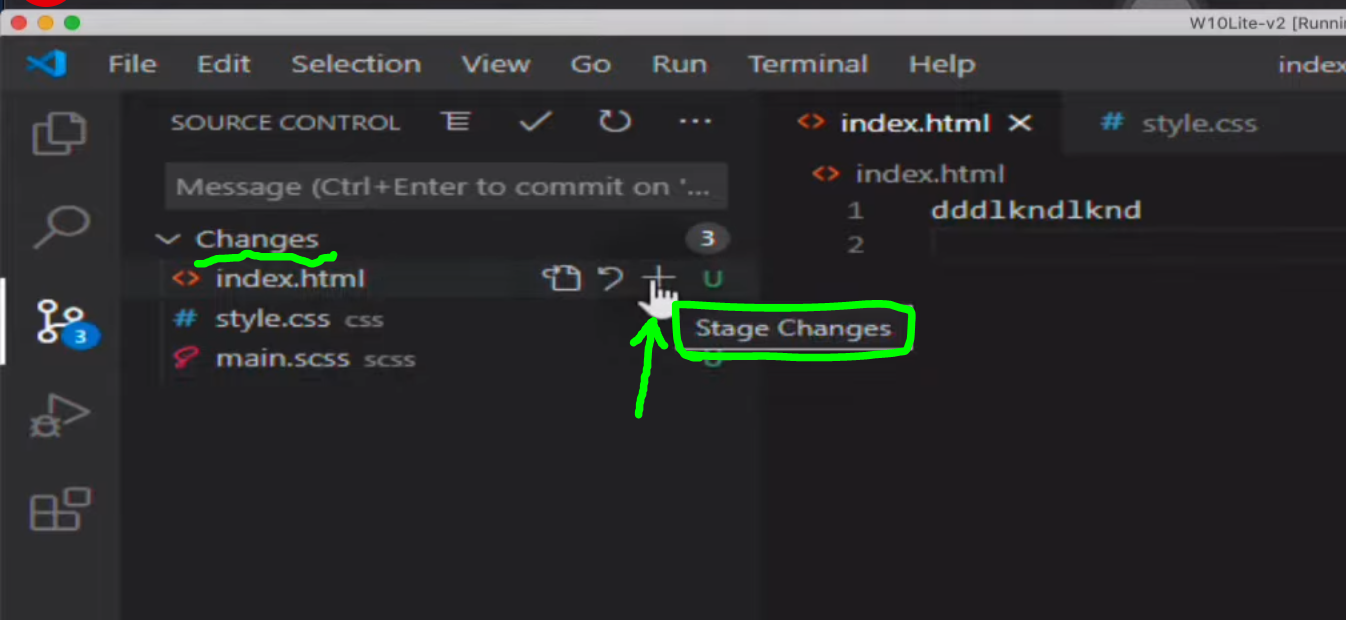 W10Lite-v2 [Runnin
File Edit Selection View Go Run Terminal Help index
SOURCE CONTROL
index.html
style.css
Message (Ctrl+Enter to commit on '...
index.html
1 dddlkndlknd
2
Changes 3
index.html U
style.css css
Stage Changes
main.scss scss U
3